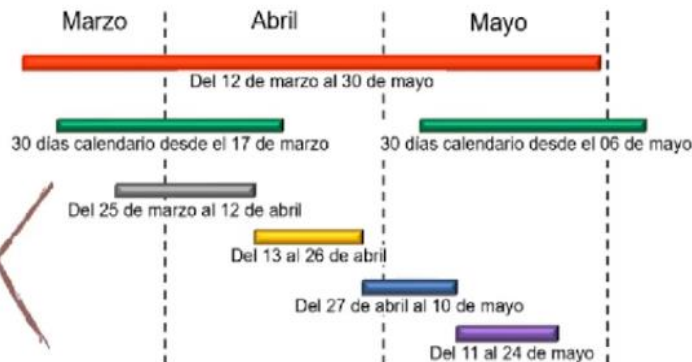 Marzo Abril Mayo
Del 12 de marzo al 30 de mayo
30 días calendario desde el 17 de marzo 30 días calendario desde el 06 de mayo
Del 25 de marzo al 12 de abril
Del 13 al 26 de abril
Del 27 de abril al 10 de mayo
Del 11 al 24 de mayo